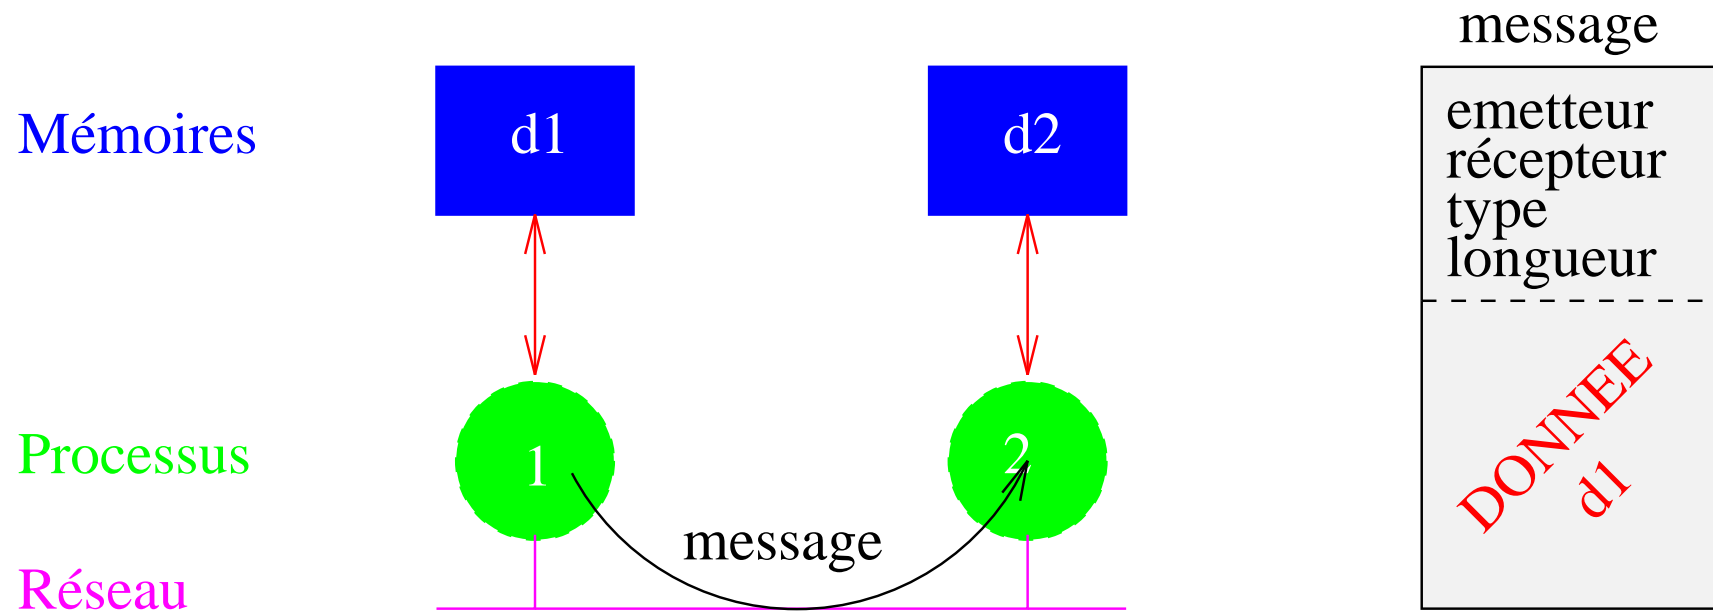 message
Mémoires
d1
d2
emetteur
récepteur
type
longueur
Processus
1
2
DONNEE
d1
message
Réseau